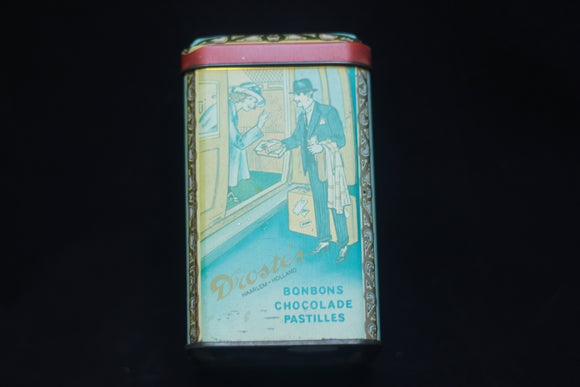 Droste's
HAARLEM-HOLLAND
BONBONS
CHOCOLADE
PASTILLES